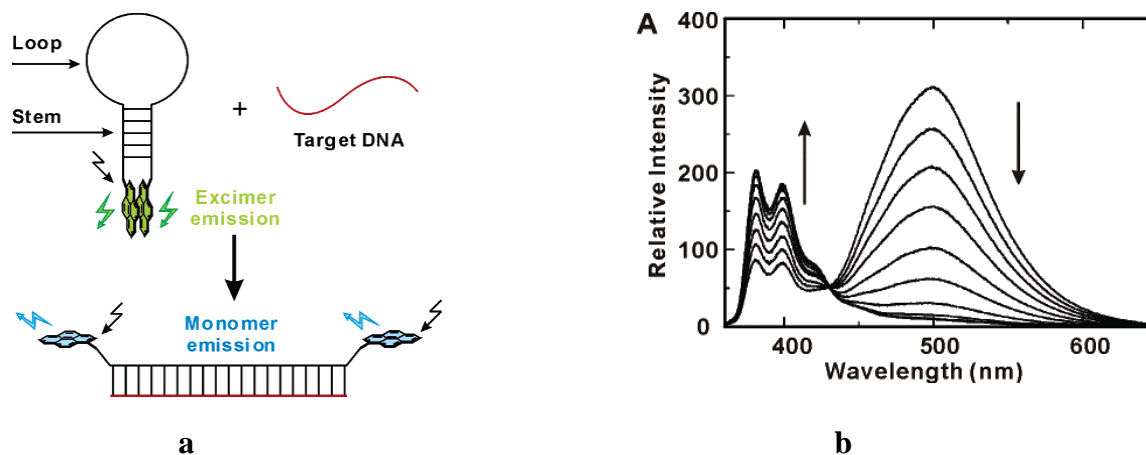 Loop
Stem
+
Target DNA
Excimer
emission
Monomer
emission
a
A
400
300
200
100
0
Relative Intensity
400
500
600
Wavelength (nm)
b